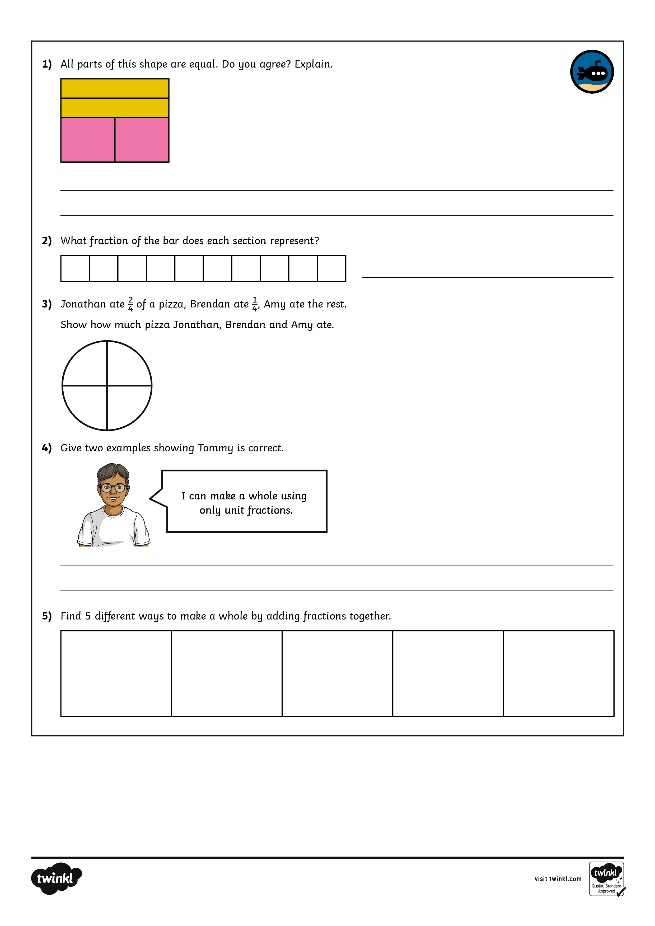 1) All parts of this shape are equal. Do you agree? Explain.
2) What fraction of the bar does each section represent?
3) Jonathan ate 2/4 of a pizza, Brendan ate 1/4, Amy ate the rest.
Show how much pizza Jonathan, Brendan and Amy ate.
4) Give two examples showing Tommy is correct.
I can make a whole using
only unit fractions.
5) Find 5 different ways to make a whole by adding fractions together.
twinkl
visit twinkl.com
twinkl
Quality Standard
Approved